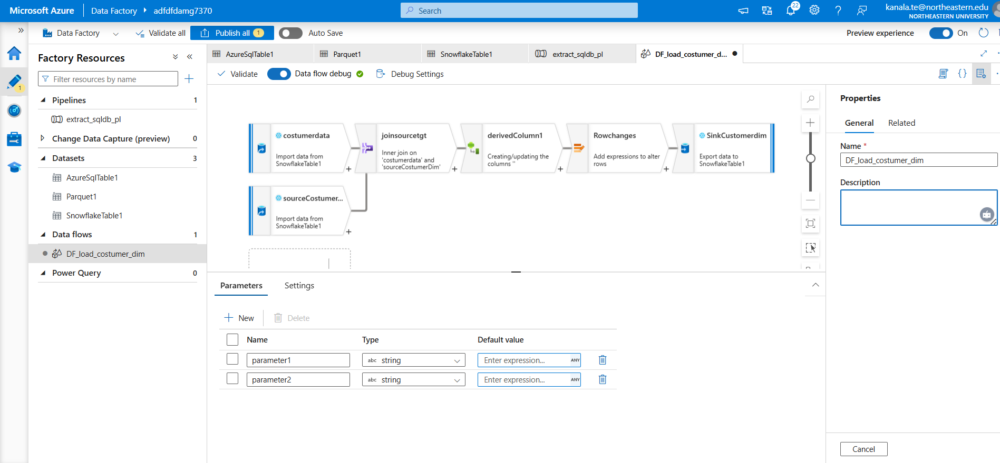 Microsoft Azure
Data Factory
adfdfdamg7370
Search
22
kanala.te@northeastern.edu
NORTHEASTERN UNIVERSITY
Data Factory
Validate all
Publish all
1
Auto Save
Preview experience
On
1
Factory Resources
Filter resources by name
Pipelines 1
extract_sqldb_pl
Change Data Capture (preview) 0
Datasets 3
AzureSqlTable1
Parquet1
SnowflakeTable1
Data flows 1
DF_load_costumer_dim
Power Query 0
AzureSqlTable1
Parquet1
SnowflakeTable1
extract_sqldb_pl
DF_load_costumer_d...
Validate
Data flow debug
Debug Settings
costumerdata
Import data from
SnowflakeTable1
joinsourcetgt
Inner join on
'costumerdata' and
'sourceCostumerDim'
derivedColumn1
Creating/updating the
columns ''
Rowchanges
Add expressions to alter
rows
SinkCustomerdim
Export data to
SnowflakeTable1
sourceCostumer...
Import data from
SnowflakeTable1
Parameters
Settings
New
Delete
Name Type Default value
parameter1 abc string Enter expression... ANY
parameter2 abc string Enter expression... ANY
Properties
General
Related
Name *
DF_load_costumer_dim
Description
Cancel